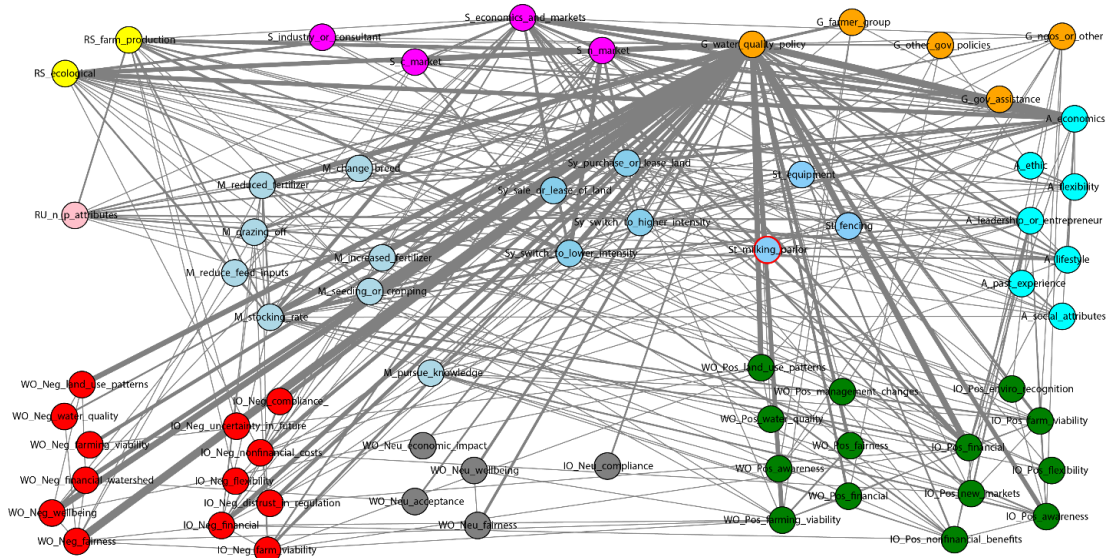 S_economics_and_markets
G_farmer_group
RS_farm_production
S_industry_or_consultant
G_ngos_or_other
G_water_quality_policy
G_other_gov_policies
S_n_market
S_c_market
RS_ecological
G_gov_assistance
A_economics
Sy_purchase_or_lease_land
A_ethic
M_change_breed
St_equipment
M_reduced_fertilizer
A_flexibility
Sy_sale_or_lease_of_land
RU_n_p_attributes
A_leadership_or_entrepreneur
Sy_switch_to_higher_intensity
St_fencing
M_grazing_off
St_milking_parlor
Sy_switch_to_lower_intensity
M_increased_fertilizer
A_lifestyle
M_reduce_feed_inputs
A_past_experience
M_seeding_or_cropping
M_stocking_rate
A_social_attributes
WO_Pos_land_use_patterns
M_pursue_knowledge
WO_Neg_land_use_patterns
IO_Pos_enviro_recognition
WO_Pos_management_changes
IO_Neg_compliance_
WO_Neg_water_quality
WO_Pos_water_quality
IO_Pos_farm_viability
IO_Neg_uncertainty_in_future
WO_Neg_farming_viability
WO_Neu_economic_impact
WO_Pos_fairness
IO_Pos_financial
IO_Neg_nonfinancial_costs
WO_Pos_awareness
IO_Neu_compliance
WO_Neu_wellbeing
IO_Pos_flexibility
WO_Neg_financial_watershed
IO_Neg_flexibility
IO_Pos_new_markets
WO_Pos_financial
WO_Neu_acceptance
IO_Neg_distrust_in_regulation
WO_Neg_wellbeing
WO_Pos_farming_viability
IO_Pos_awareness
IO_Neg_financial
WO_Neu_fairness
IO_Pos_nonfinancial_benefits
WO_Neg_fairness
IO_Neg_farm_viability